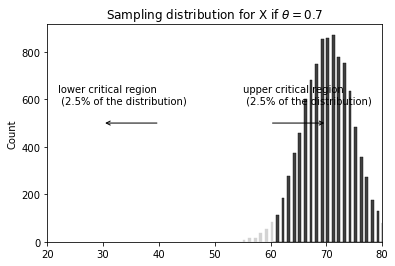 Sampling distribution for X if θ = 0.7
Count
800
600
400
200
0
lower critical region
(2.5% of the distribution)
upper critical region
(2.5% of the distribution)
20
30
40
50
60
70
80